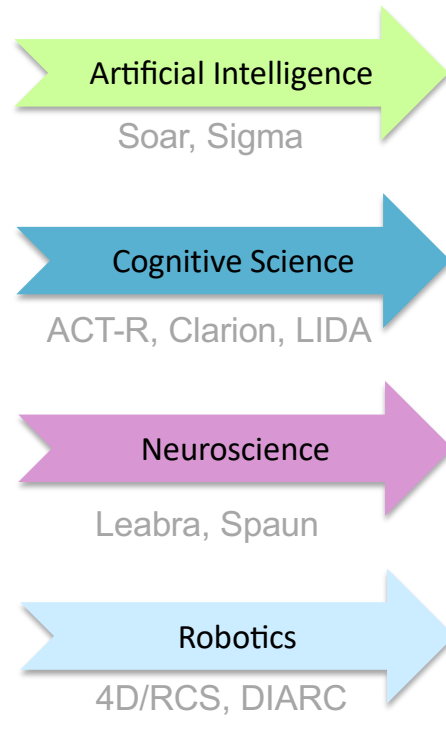 Artificial Intelligence
Soar, Sigma
Cognitive Science
ACT-R, Clarion, LIDA
Neuroscience
Leabra, Spaun
Robotics
4D/RCS, DIARC